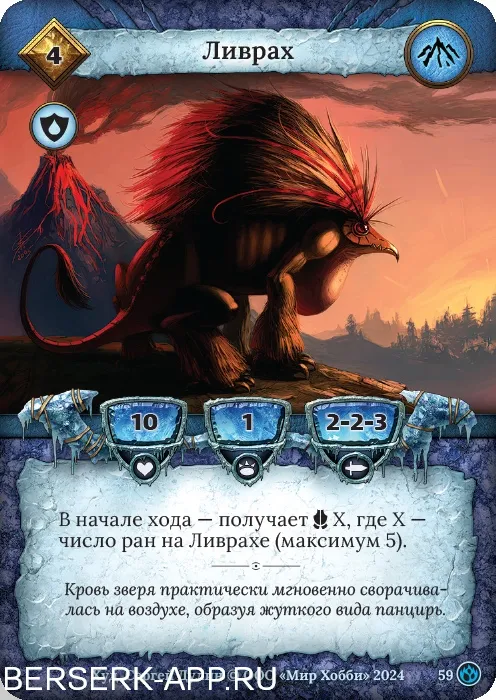 4
Ливрах
10
1
2-2-3
В начале хода — получает X, где X —
число ран на Ливрахе (максимум 5).
Кровь зверя практически мгновенно сворачива-
лась на воздухе, образуя жуткого вида панцирь.
ООО «Мир Хобби» 2024
59
BERSERK-APP.RU